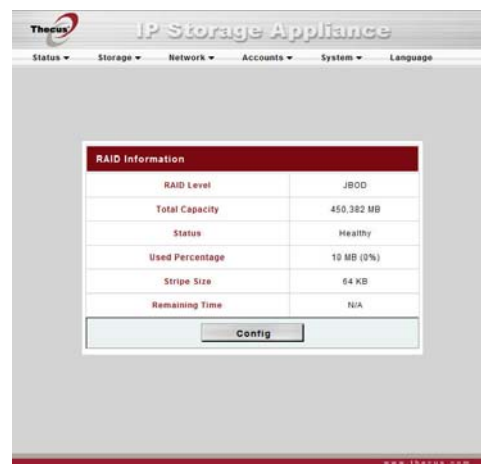 Thecus
IP Storage Appliance
Status Storage Network Accounts System Language
RAID Information
RAID Level JBOD
Total Capacity 450,382 MB
Status Healthy
Used Percentage 10 MB (0%)
Stripe Size 64 KB
Remaining Time N/A
Config
www.thecus.com